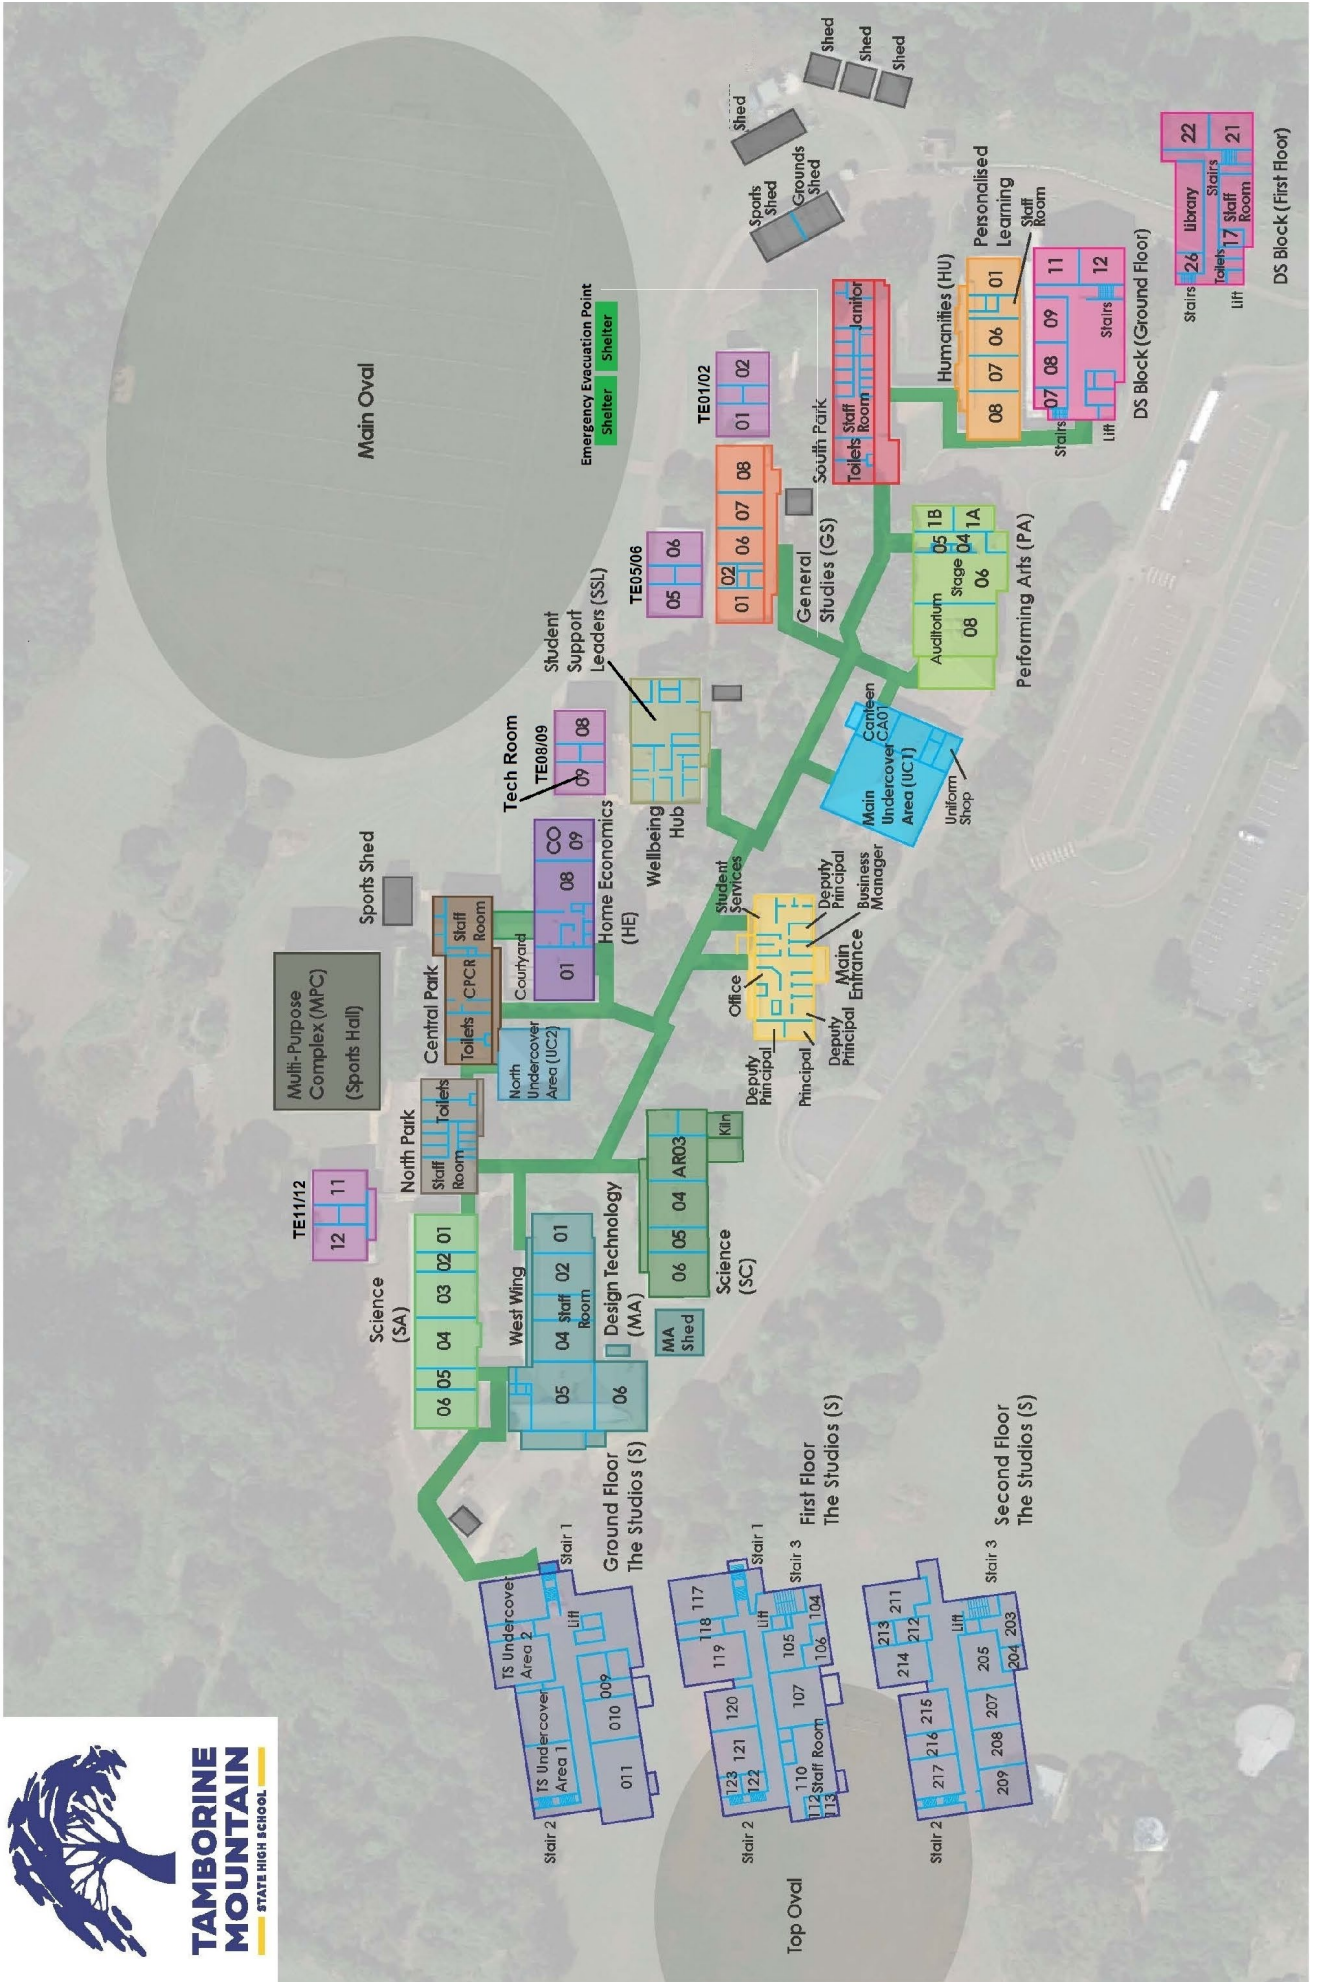 TAMBORINE
MOUNTAIN
STATE HIGH SCHOOL
Main Oval
Emergency Evacuation Point
Shelter
Shelter
Shed
Shed
Shed
Shed
Sports
Shed
Grounds
Shed
TE01/02
01
02
TE05/06
05
06
01
02
06
07
08
General
Studies (GS)
South Park
Toilets
Staff
Room
Janitor
Humanities (HU)
08
07
06
01
Personalised
Learning
Staff
Room
07
08
09
11
12
Stairs
Stairs
Lift
DS Block (Ground Floor)
22
21
Library
Stairs
26
Toilets
17
Staff
Room
Stairs
Lift
DS Block (First Floor)
Auditorium
Stage
08
06
05
04
1B
1A
Performing Arts (PA)
Student
Support
Leaders (SSL)
Wellbeing
Hub
Tech Room
TE08/09
09
08
Canteen
CA01
Main
Undercover
Area (UC1)
Uniform
Shop
Sports Shed
Multi-Purpose
Complex (MPC)
(Sports Hall)
Central Park
Toilets
CPCR
Staff
Room
Courtyard
01
08
CO
09
Home Economics
(HE)
North
Undercover
Area (UC2)
North Park
Staff
Room
Toilets
Student
Services
Deputy
Principal
Business
Manager
Main
Entrance
Office
Deputy
Principal
Principal
Deputy
Principal
TE11/12
12
11
Science
(SA)
06
05
04
03
02
01
West Wing
05
06
04
Staff
Room
02
01
Design Technology
(MA)
MA
Shed
06
05
04
AR03
Kiln
Science
(SC)
TS Undercover
Area 2
TS Undercover
Area 1
Lift
009
010
011
Stair 1
Stair 2
Ground Floor
The Studios (S)
117
118
119
120
121
123
122
Lift
104
105
106
107
110
Staff Room
112
113
Stair 1
Stair 3
Stair 2
First Floor
The Studios (S)
211
213
212
214
215
216
217
Lift
203
204
205
207
208
209
Stair 3
Stair 2
Second Floor
The Studios (S)
Top Oval